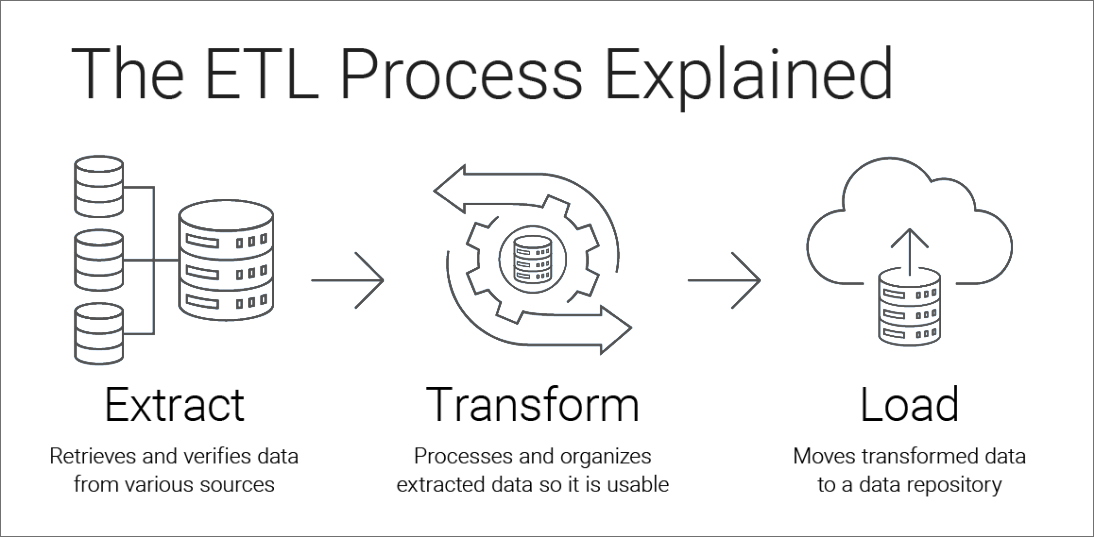 The ETL Process Explained
Extract
Retrieves and verifies data
from various sources
Transform
Processes and organizes
extracted data so it is usable
Load
Moves transformed data
to a data repository